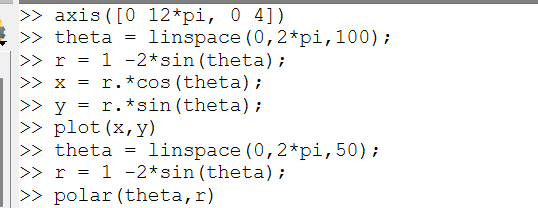 >> axis([0 12*pi, 0 4])
>> theta = linspace(0,2*pi,100);
>> r = 1 -2*sin(theta);
>> x = r.*cos(theta);
>> y = r.*sin(theta);
>> plot(x,y)
>> theta = linspace(0,2*pi,50);
>> r = 1 -2*sin(theta);
>> polar(theta,r)